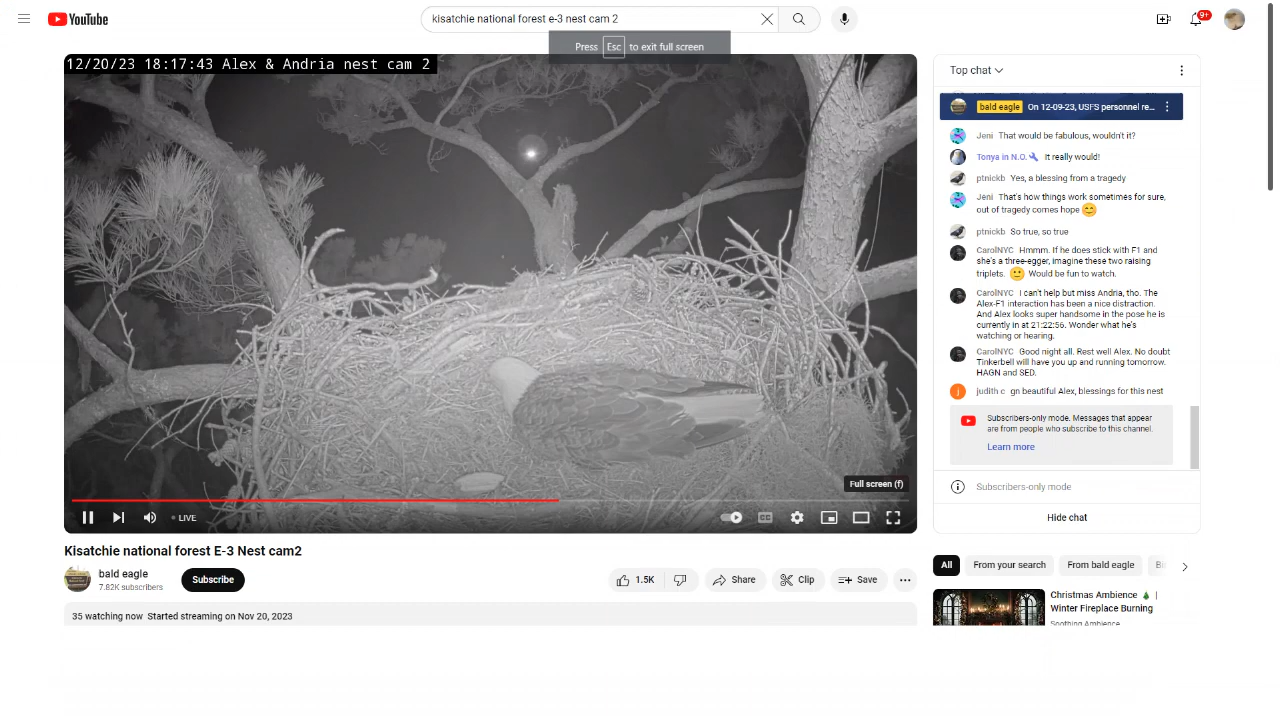 YouTube
kisatchie national forest e-3 nest cam 2
9+
Press Esc to exit full screen
12/20/23 18:17:43 Alex & Andria nest cam 2
LIVE
Full screen (f)
Kisatchie national forest E-3 Nest cam2
bald eagle
7.82K subscribers
Subscribe
1.5K
Share
Clip
Save
35 watching now Started streaming on Nov 20, 2023
Top chat
bald eagle On 12-09-23, USFS personnel re...
Jeni That would be fabulous, wouldn't it?
Tonya in N.O. It really would!
ptnickb Yes, a blessing from a tragedy
Jeni That's how things work sometimes for sure,
out of tragedy comes hope
ptnickb So true, so true
CarolNYC Hmmm. If he does stick with F1 and
she's a three-egger, imagine these two raising
triplets. Would be fun to watch.
CarolNYC I can't help but miss Andria, tho. The
Alex-F1 interaction has been a nice distraction.
And Alex looks super handsome in the pose he is
currently in at 21:22:56. Wonder what he's
watching or hearing.
CarolNYC Good night all. Rest well Alex. No doubt
Tinkerbell will have you up and running tomorrow.
HAGN and SED.
j
judith c gn beautiful Alex, blessings for this nest
Subscribers-only mode. Messages that appear
are from people who subscribe to this channel.
Learn more
Subscribers-only mode
Hide chat
All
From your search
From bald eagle
Christmas Ambience |
Winter Fireplace Burning
Soothing Ambience